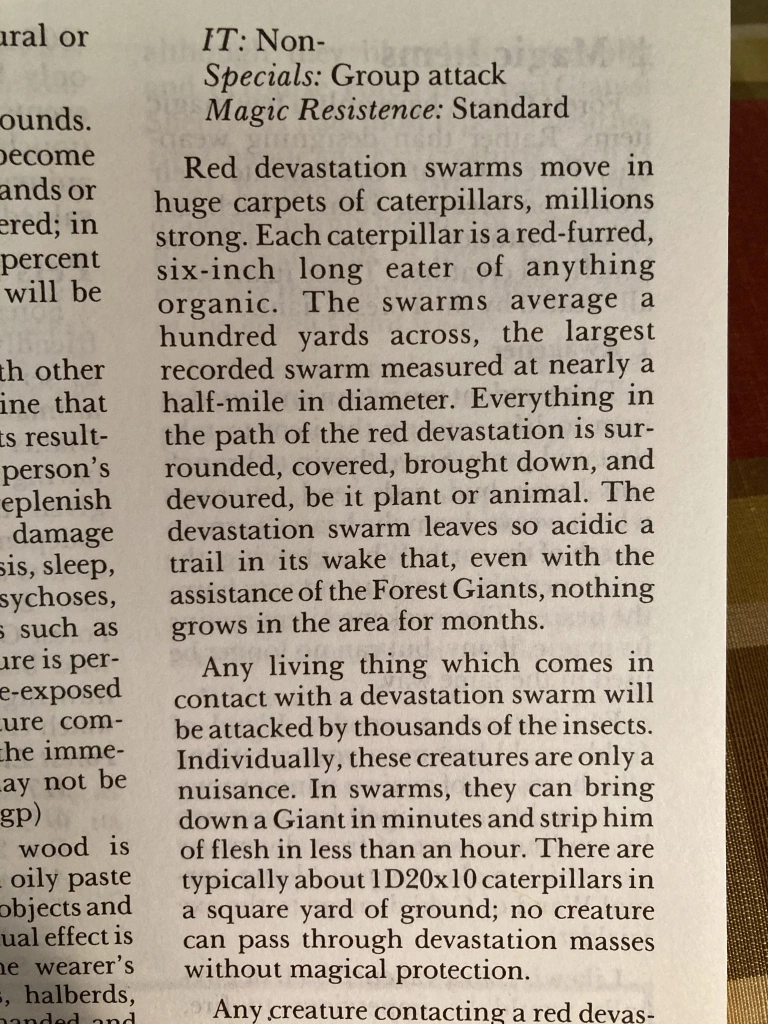 ural or
ounds.
become
ands or
ered; in
percent
will be
th other
ine that
ts result-
person's
eplenish
damage
sis, sleep,
sychoses,
s such as
ure is per-
e-exposed
ture com-
the imme-
may not be
gp)
wood is
oily paste
objects and
ual effect is
he wearer's
s, halberds,
handed and
IT: Non-
Specials: Group attack
Magic Resistence: Standard
Red devastation swarms move in
huge carpets of caterpillars, millions
strong. Each caterpillar is a red-furred,
six-inch long eater of anything
organic. The swarms average a
hundred yards across, the largest
recorded swarm measured at nearly a
half-mile in diameter. Everything in
the path of the red devastation is sur-
rounded, covered, brought down, and
devoured, be it plant or animal. The
devastation swarm leaves so acidic a
trail in its wake that, even with the
assistance of the Forest Giants, nothing
grows in the area for months.
Any living thing which comes in
contact with a devastation swarm will
be attacked by thousands of the insects.
Individually, these creatures are only a
nuisance. In swarms, they can bring
down a Giant in minutes and strip him
of flesh in less than an hour. There are
typically about 1D20x10 caterpillars in
a square yard of ground; no creature
can pass through devastation masses
without magical protection.
Any creature contacting a red devas-